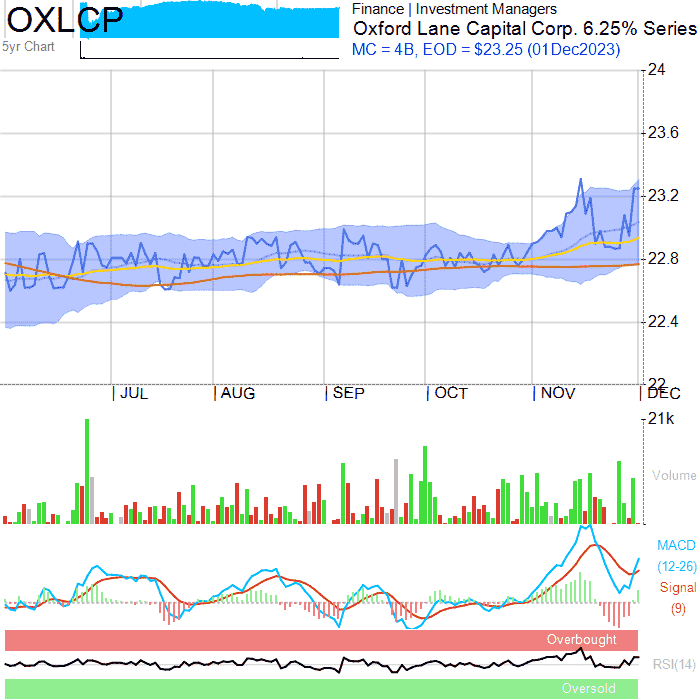 OXLCP
5yr Chart
Finance | Investment Managers
Oxford Lane Capital Corp. 6.25% Series
MC = 4B, EOD = $23.25 (01Dec2023)
24
23.6
23.2
22.8
22.4
22
JUL AUG SEP OCT NOV DEC
21k
Volume
MACD
(12-26)
Signal
(9)
Overbought
RSI(14)
Oversold